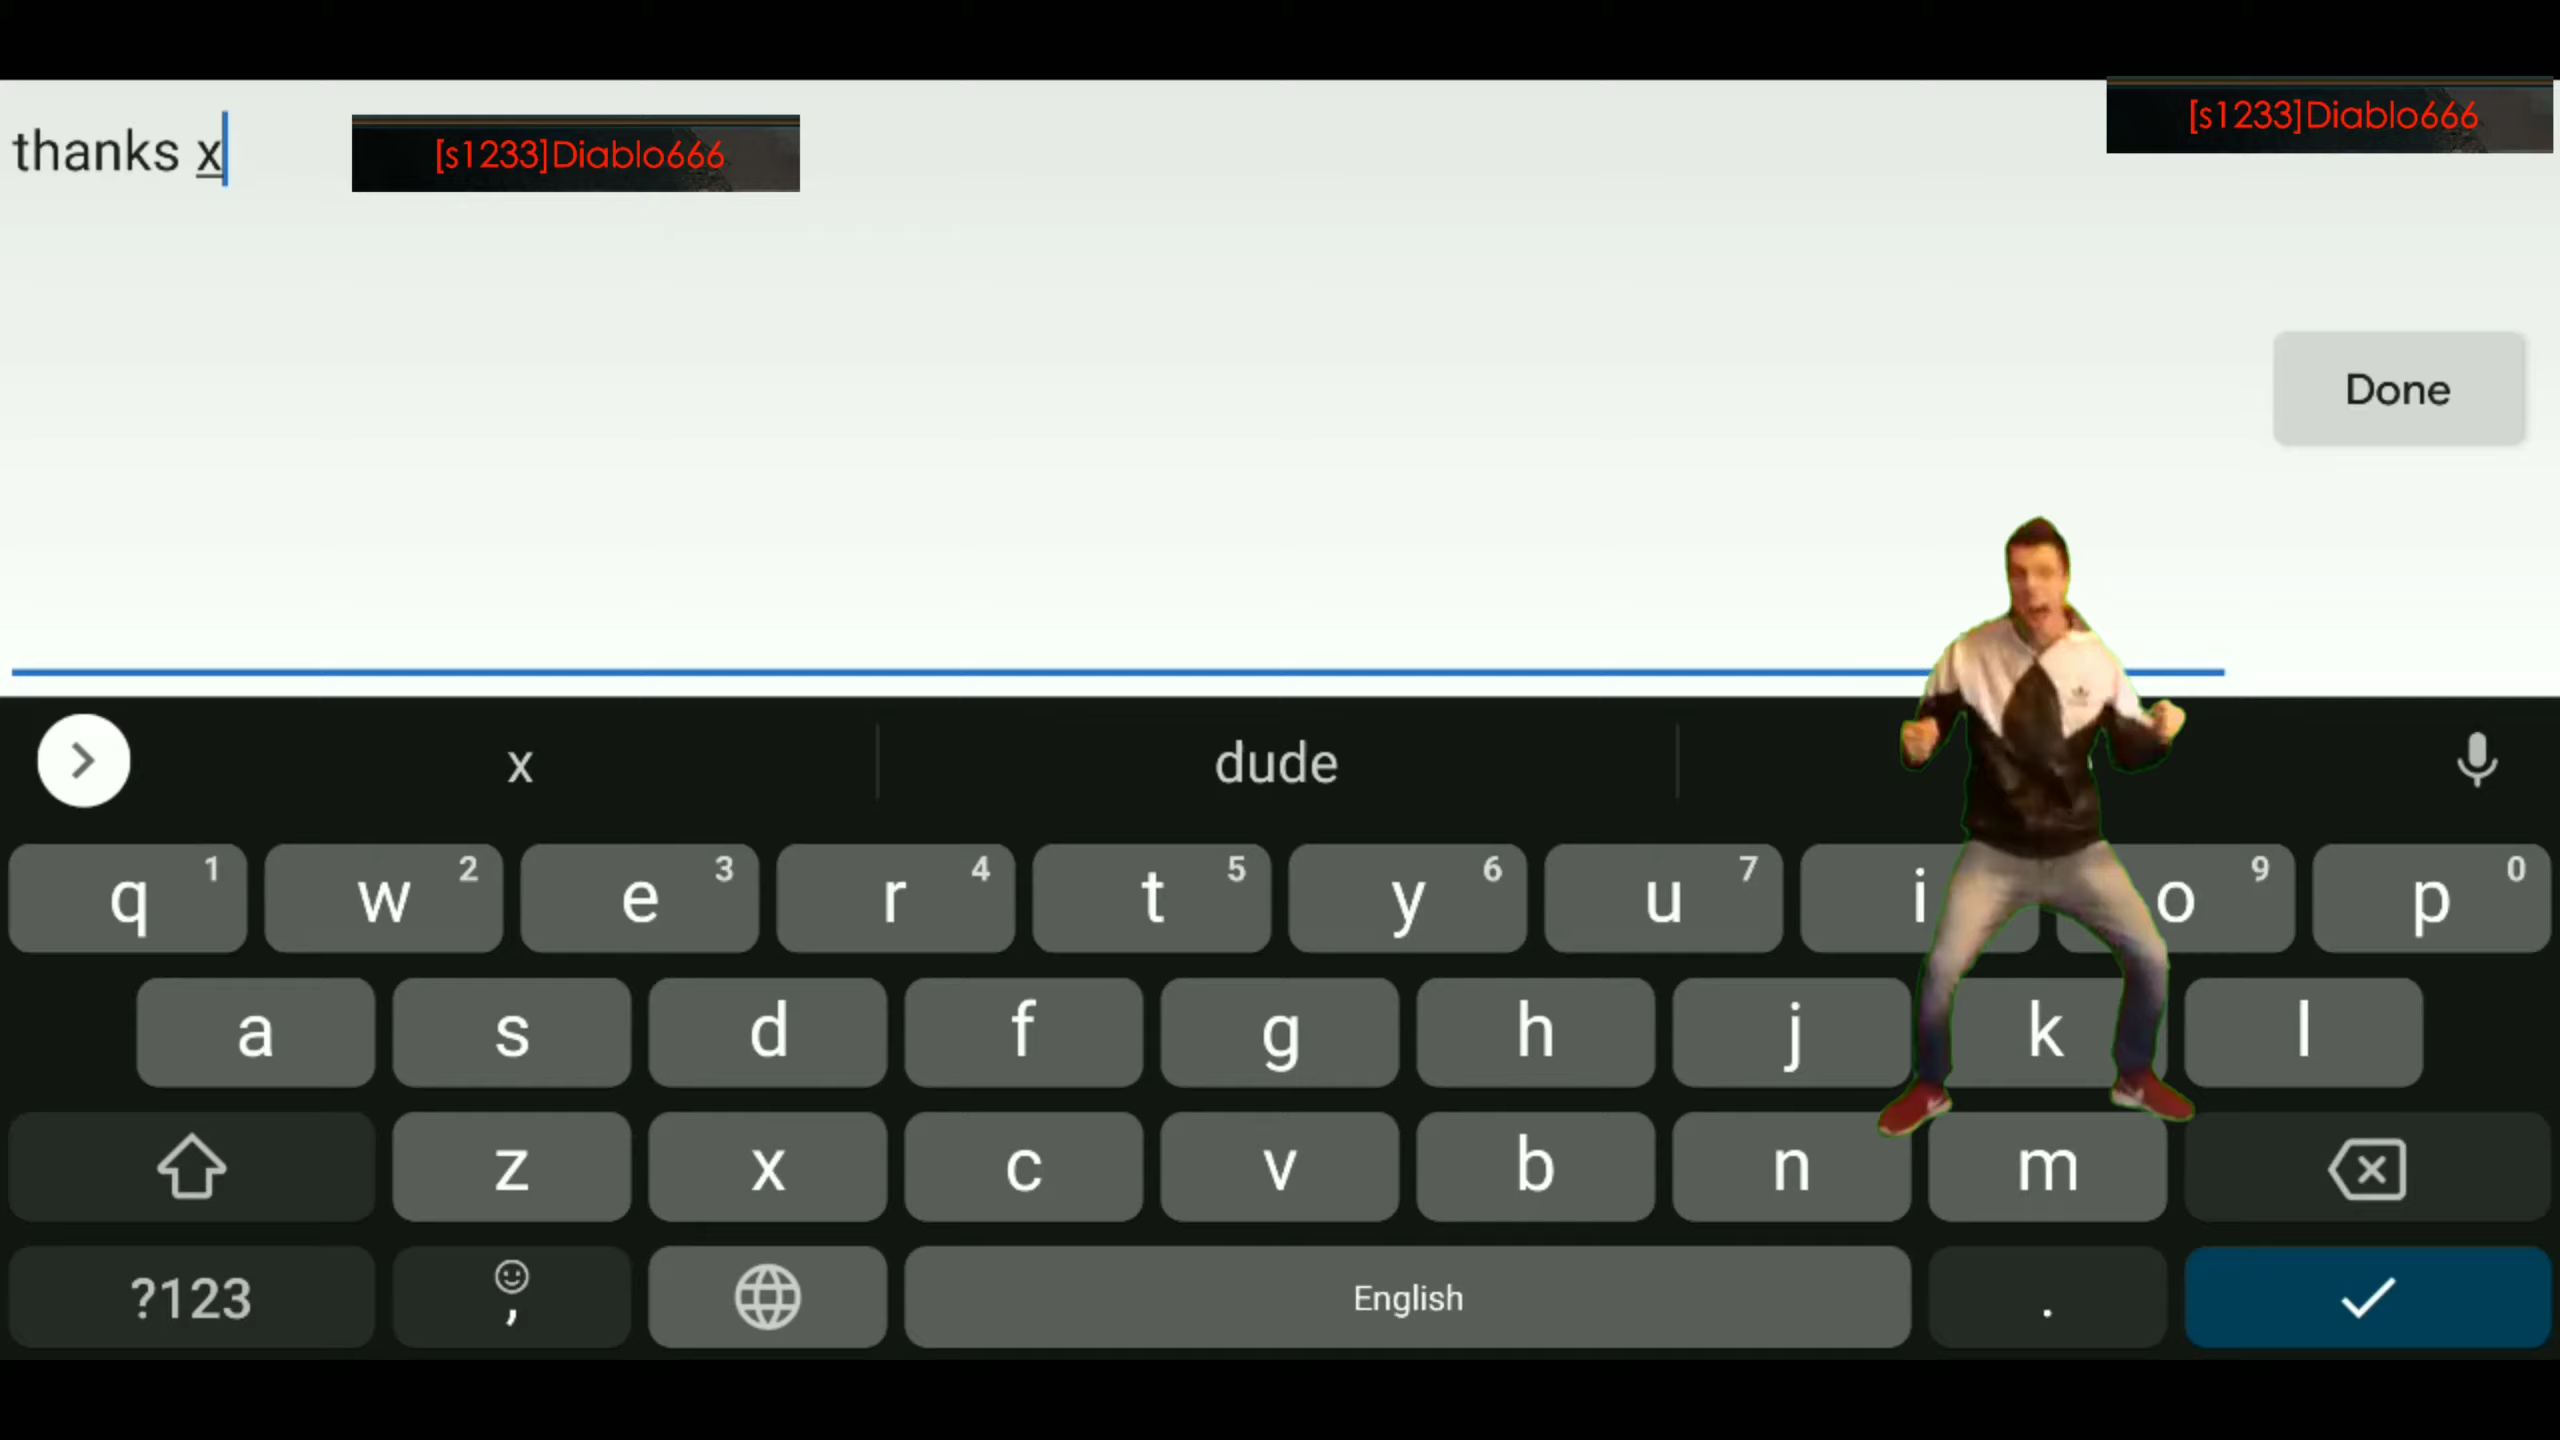 thanks x
[s1233]Diablo666
[s1233]Diablo666
Done
x
dude
q 1 w 2 e 3 r 4 t 5 y 6 u 7 i o 9 p 0
a s d f g h j k l
z x c v b n m
?123 , English .